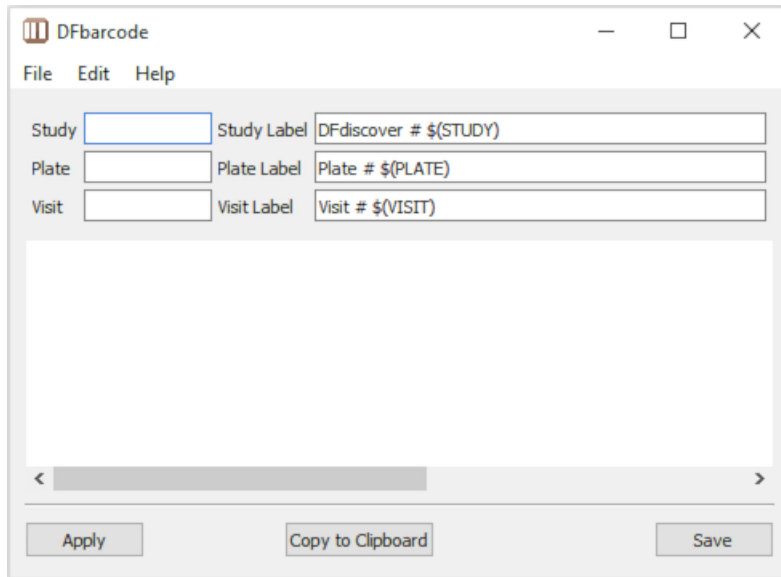 DFbarcode
File Edit Help
Study Study Label DFdiscover # $(STUDY)
Plate Plate Label Plate # $(PLATE)
Visit Visit Label Visit # $(VISIT)
Apply Copy to Clipboard Save